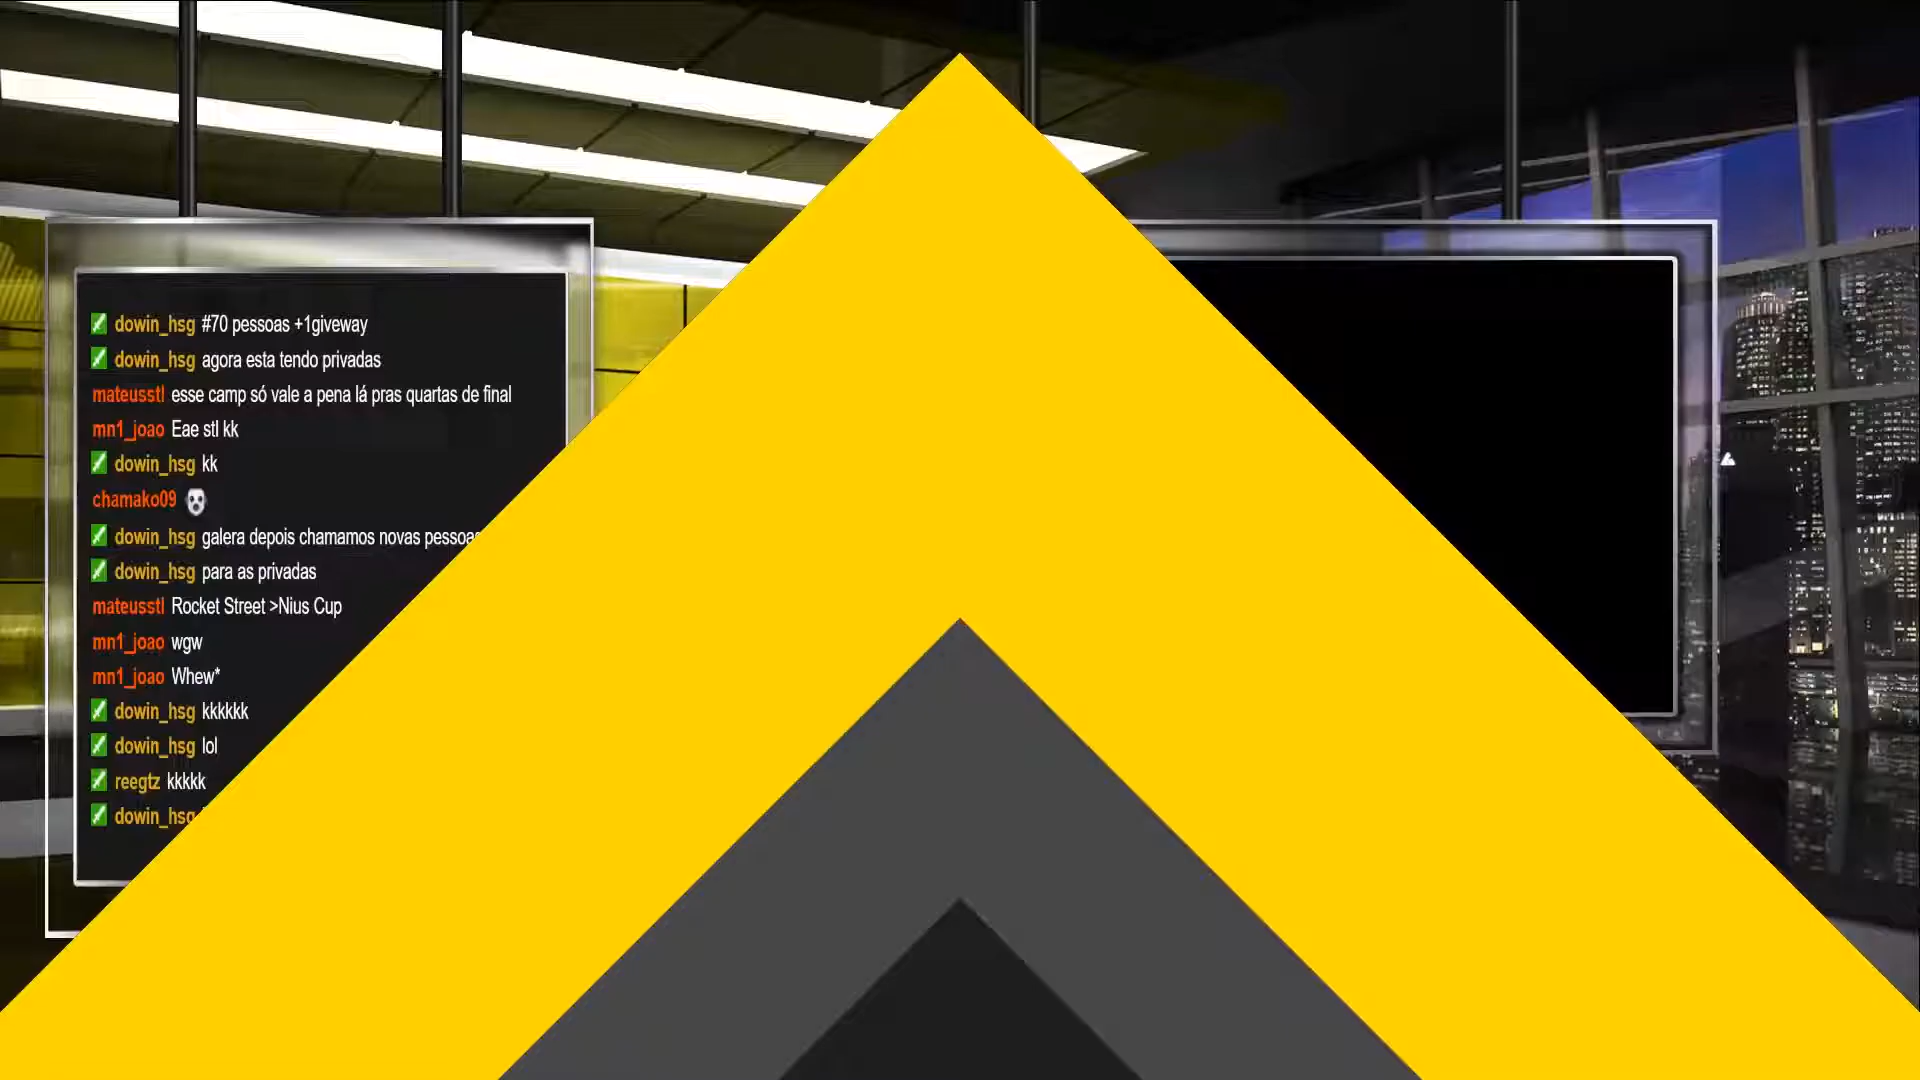 dowin_hsg #70 pessoas +1giveway
dowin_hsg agora esta tendo privadas
mateusstl esse camp só vale a pena lá pras quartas de final
mn1_joao Eae stl kk
dowin_hsg kk
chamako09
dowin_hsg galera depois chamamos novas pessoas
dowin_hsg para as privadas
mateusstl Rocket Street >Nius Cup
mn1_joao wgw
mn1_joao Whew*
dowin_hsg kkkkkk
dowin_hsg lol
reegtz kkkkk
dowin_hsg